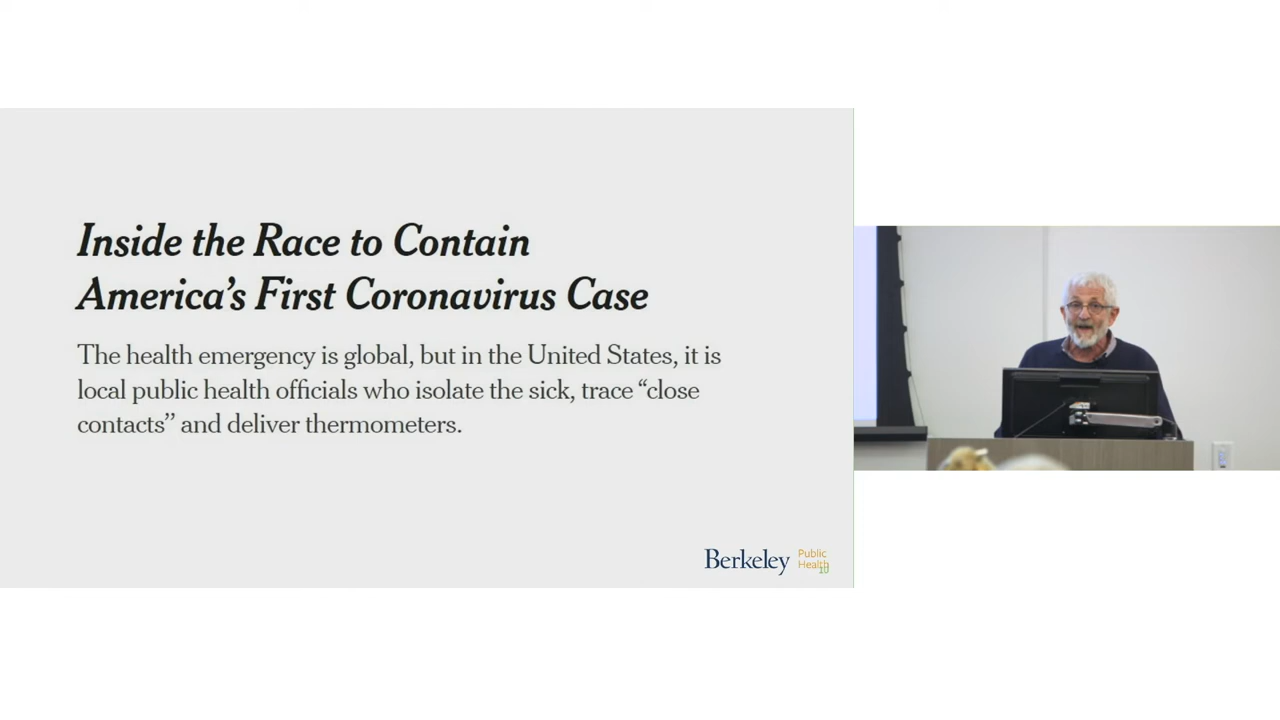 Inside the Race to Contain
America’s First Coronavirus Case
The health emergency is global, but in the United States, it is
local public health officials who isolate the sick, trace “close
contacts” and deliver thermometers.
Berkeley
Public
Health
10